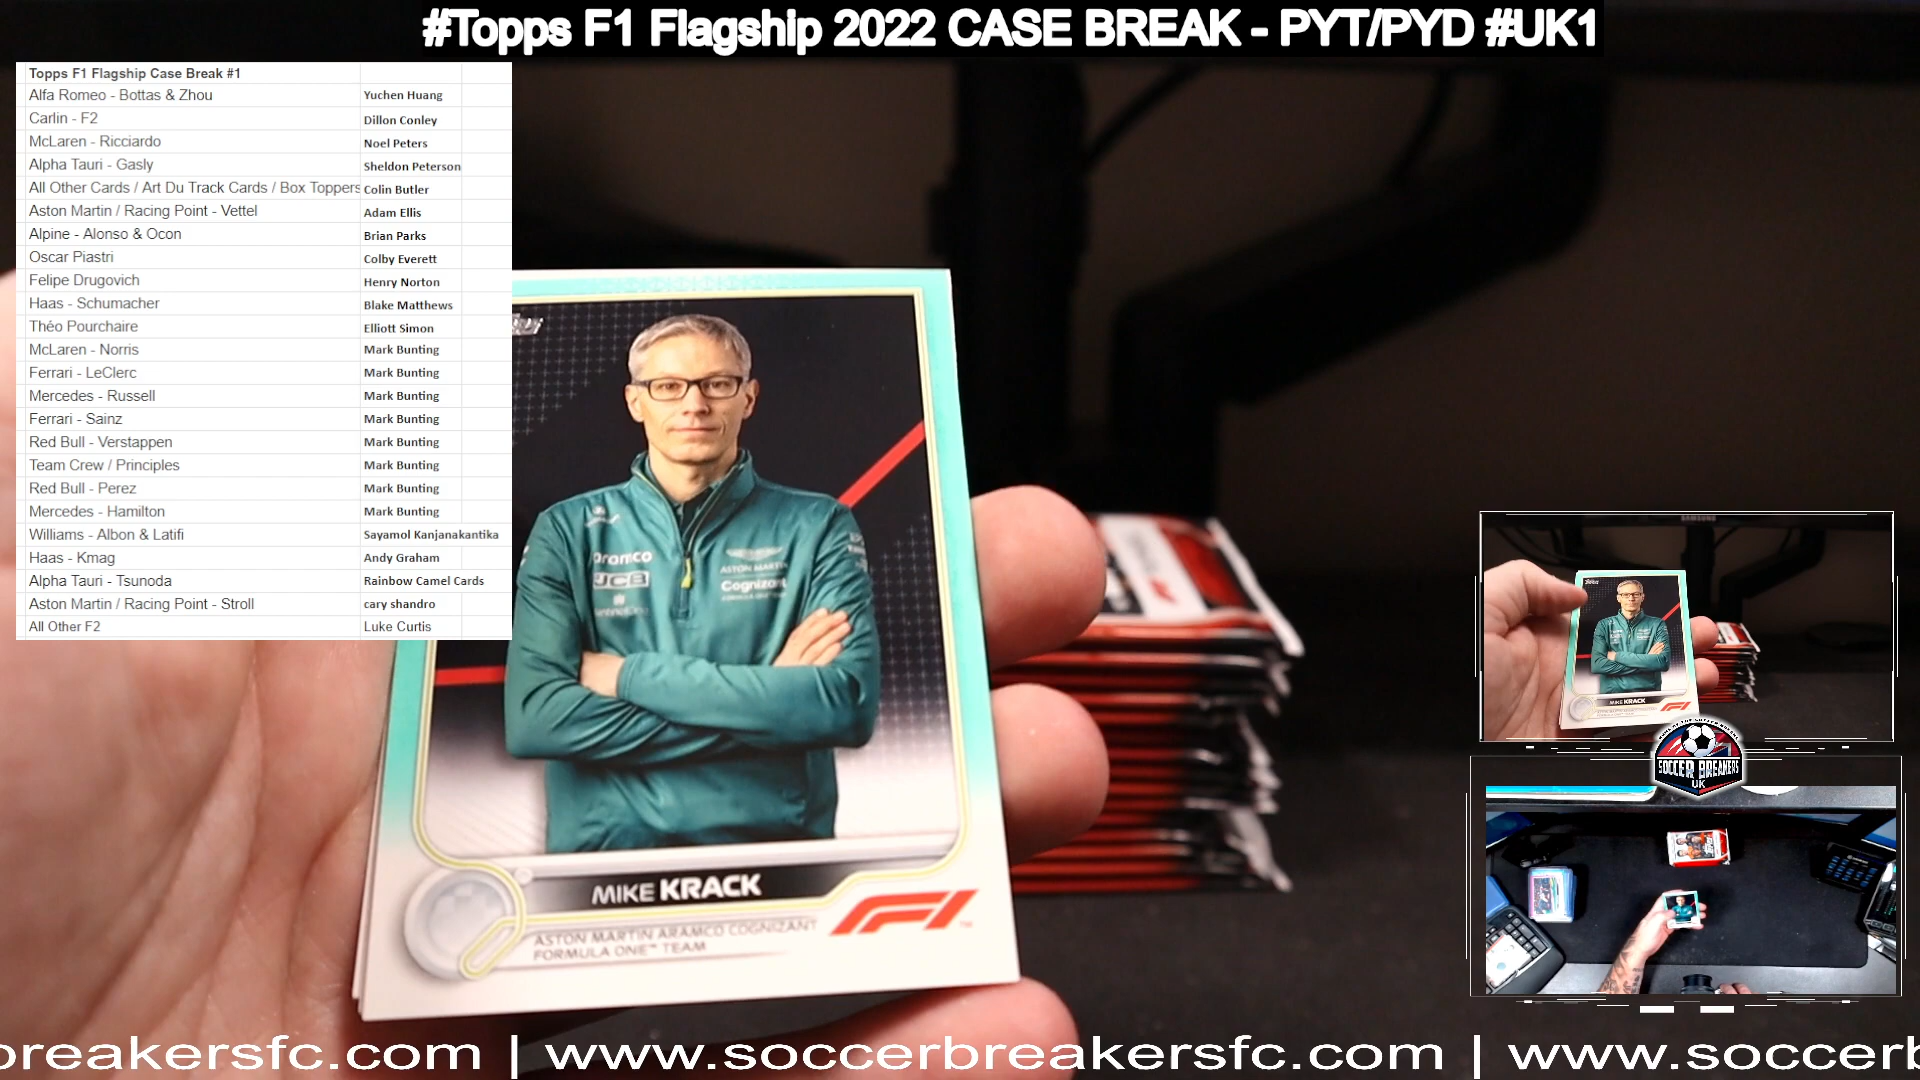 #Topps F1 Flagship 2022 CASE BREAK - PYT/PYD #UK1
Topps F1 Flagship Case Break #1
Alfa Romeo - Bottas & Zhou Yuchen Huang
Carlin - F2 Dillon Conley
McLaren - Ricciardo Noel Peters
Alpha Tauri - Gasly Sheldon Peterson
All Other Cards / Art Du Track Cards / Box Toppers Colin Butler
Aston Martin / Racing Point - Vettel Adam Ellis
Alpine - Alonso & Ocon Brian Parks
Oscar Piastri Colby Everett
Felipe Drugovich Henry Norton
Haas - Schumacher Blake Matthews
Théo Pourchaire Elliott Simon
McLaren - Norris Mark Bunting
Ferrari - LeClerc Mark Bunting
Mercedes - Russell Mark Bunting
Ferrari - Sainz Mark Bunting
Red Bull - Verstappen Mark Bunting
Team Crew / Principles Mark Bunting
Red Bull - Perez Mark Bunting
Mercedes - Hamilton Mark Bunting
Williams - Albon & Latifi Sayamol Kanjanakantika
Haas - Kmag Andy Graham
Alpha Tauri - Tsunoda Rainbow Camel Cards
Aston Martin / Racing Point - Stroll cary shandro
All Other F2 Luke Curtis
aramco
JCB
ASTON MARTIN
Cognizant
MIKE KRACK
ASTON MARTIN ARAMCO COGNIZANT
FORMULA ONE™ TEAM
F1
MIKE KRACK
F1
SOCCER BREAKERS
UK
breakersfc.com | www.soccerbreakersfc.com | www.soccerb